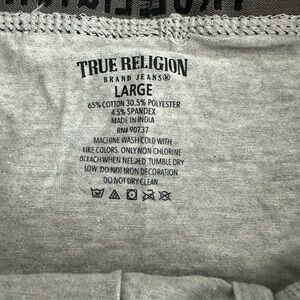 TRUE RELIGION
BRAND JEANS®
LARGE
65% COTTON 30.5% POLYESTER
4.5% SPANDEX
MADE IN INDIA
RN# 90737
MACHINE WASH COLD WITH
LIKE COLORS. ONLY NON CHLORINE
BLEACH WHEN NEEDED. TUMBLE DRY
LOW. DO NOT IRON DECORATION
DO NOT DRY CLEAN